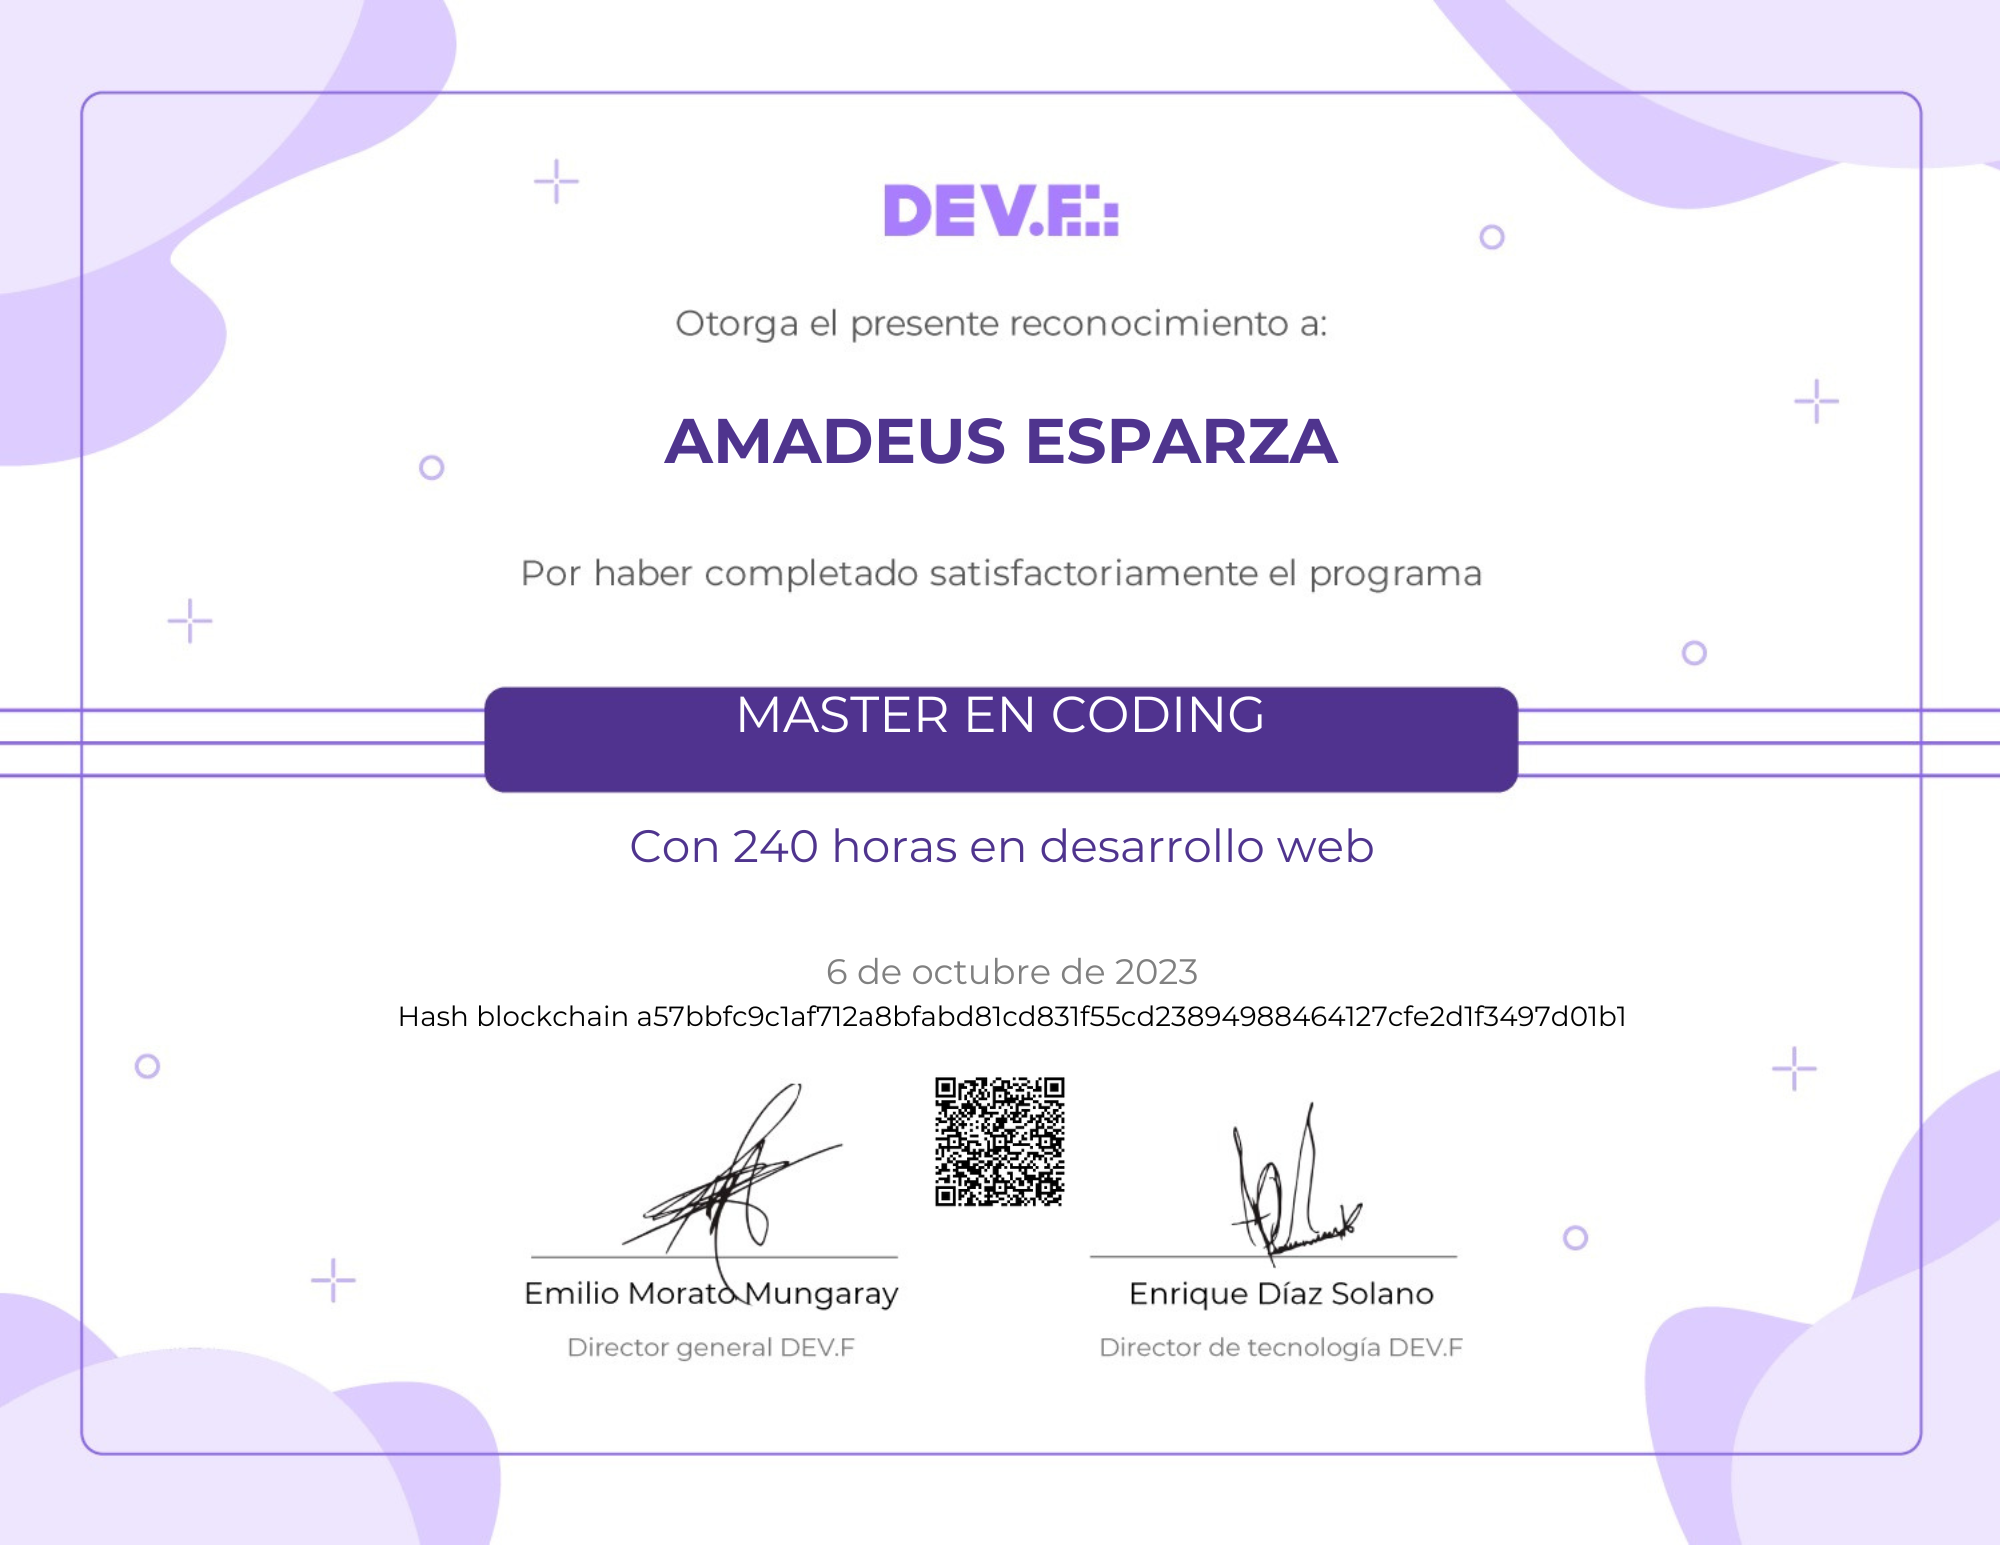 DEV.F
Otorga el presente reconocimiento a:
AMADEUS ESPARZA
Por haber completado satisfactoriamente el programa
MASTER EN CODING
Con 240 horas en desarrollo web
6 de octubre de 2023
Hash blockchain a57bbfc9c1af712a8bfabd81cd831f55cd23894988464127cfe2d1f3497d01b1
Emilio Morato Mungaray
Enrique Díaz Solano
Director general DEV.F
Director de tecnología DEV.F